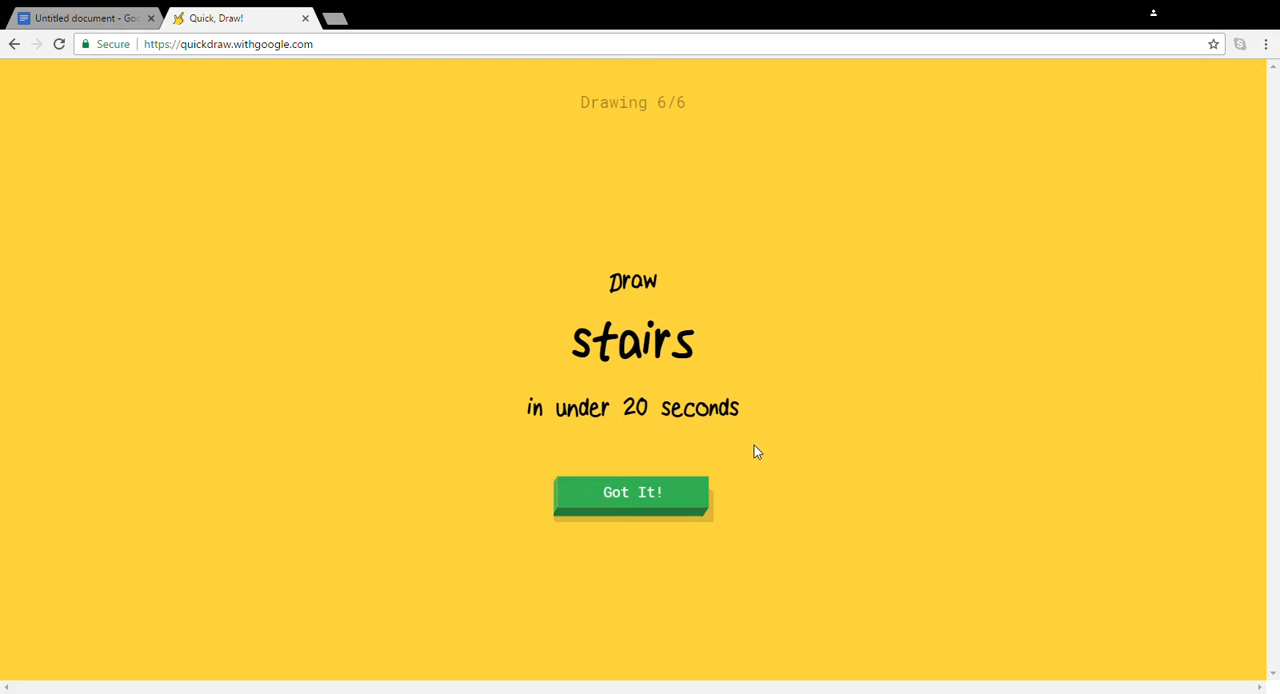 Untitled document - Goo
Quick, Draw!
Secure
https://quickdraw.withgoogle.com
Drawing 6/6
Draw
stairs
in under 20 seconds
Got It!